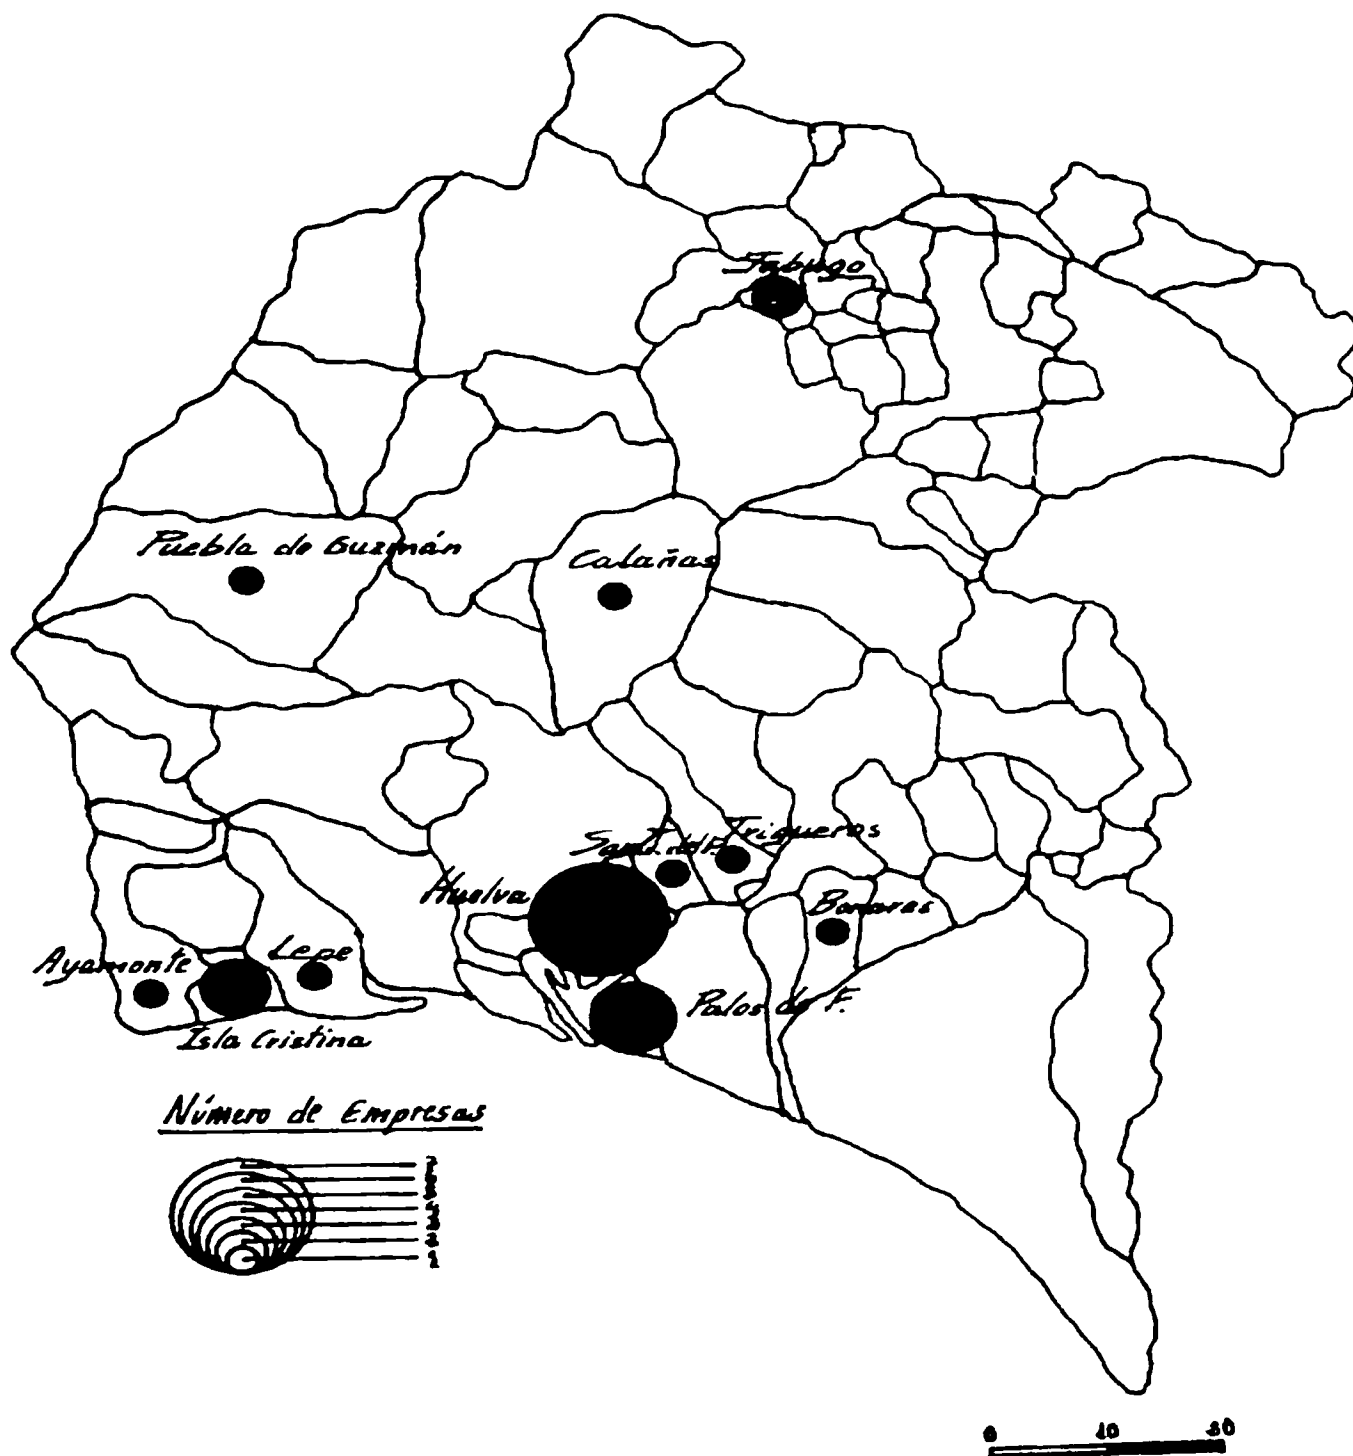 Jabugo
Puebla de Guzmán
Calañas
Trigueros
Huelva
Bonares
Ayamonte
Lepe
Palos de F.
Isla Cristina
Número de Empresas
0 10 20